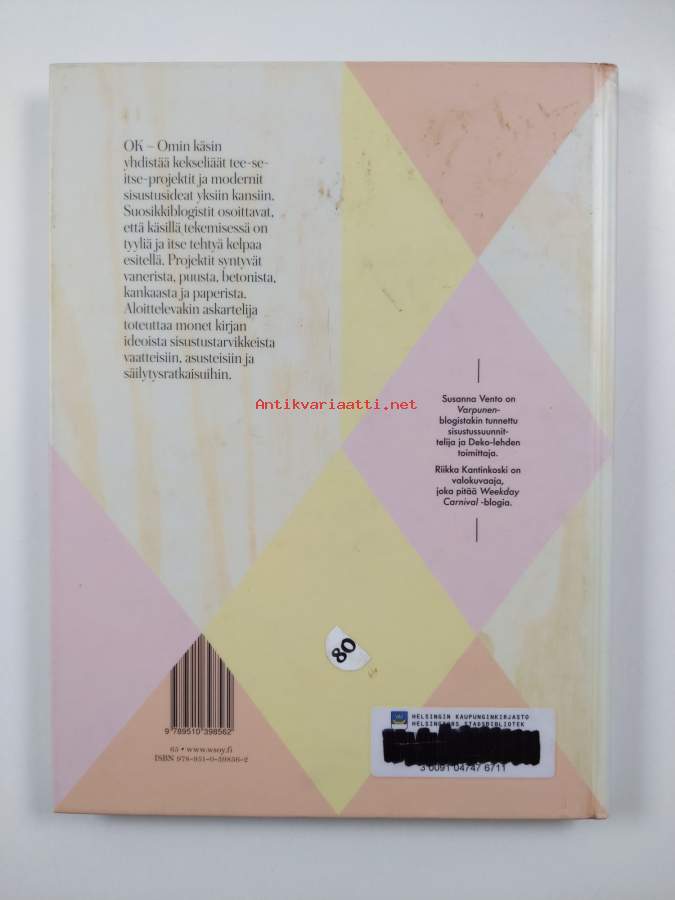 OK – Omin käsin
yhdistää kekseliäät tee-se-
itse-projektit ja modernit
sisustusideat yksiin kansiin.
Suosikkiblogistit osoittavat,
että käsillä tekemisessä on
tyyliä ja itse tehtyä kelpaa
esitellä. Projektit syntyvät
vanerista, puusta, betonista,
kankaasta ja paperista.
Aloittelevakin askartelija
toteuttaa monet kirjan
ideoista sisustustarvikkeista
vaatteisiin, asusteisiin ja
säilytysratkaisuihin.
Antikvariaatti.net
Susanna Vento on
Varpunen-
blogistakin tunnettu
sisustussuunnit-
telija ja Deko-lehden
toimittaja.
Riikka Kantinkoski on
valokuvaaja,
joka pitää Weekday
Carnival -blogia.
80
9 789510 398562
65 • www.wsoy.fi
ISBN 978-951-0-39856-2
HELSINGIN KAUPUNGINKIRJASTO
HELSINGFORS STADSBIBLIOTEK
3 0091 04747 6711